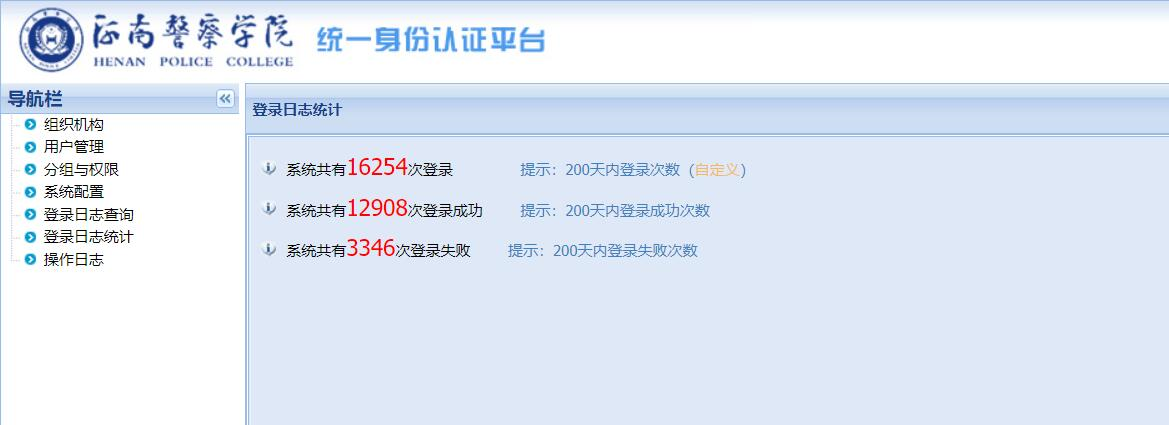 河南警察学院
HENAN POLICE COLLEGE
统一身份认证平台
导航栏
组织机构
用户管理
分组与权限
系统配置
登录日志查询
登录日志统计
操作日志
登录日志统计
系统共有16254次登录 提示：200天内登录次数（自定义）
系统共有12908次登录成功 提示：200天内登录成功次数
系统共有3346次登录失败 提示：200天内登录失败次数